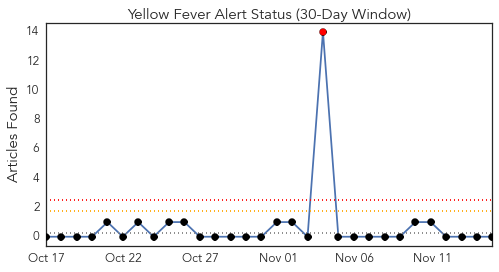 Yellow Fever Alert Status (30-Day Window)
Articles Found
14
12
10
8
6
4
2
0
Oct 17
Oct 22
Oct 27
Nov 01
Nov 06
Nov 11